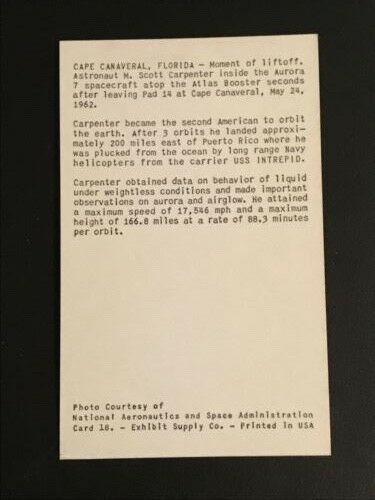 CAPE CANAVERAL, FLORIDA — Moment of liftoff.
Astronaut M. Scott Carpenter inside the Aurora
7 spacecraft atop the Atlas Booster seconds
after leaving Pad 14 at Cape Canaveral, May 24,
1962.
Carpenter became the second American to orbit
the earth. After 3 orbits he landed approxi-
mately 200 miles east of Puerto Rico where he
was plucked from the ocean by long range Navy
helicopters from the carrier USS INTREPID.
Carpenter obtained data on behavior of liquid
under weightless conditions and made important
observations on aurora and airglow. He attained
a maximum speed of 17,546 mph and a maximum
height of 166.8 miles at a rate of 88.3 minutes
per orbit.
Photo Courtesy of
National Aeronautics and Space Administration
Card 18. — Exhibit Supply Co. — Printed in USA